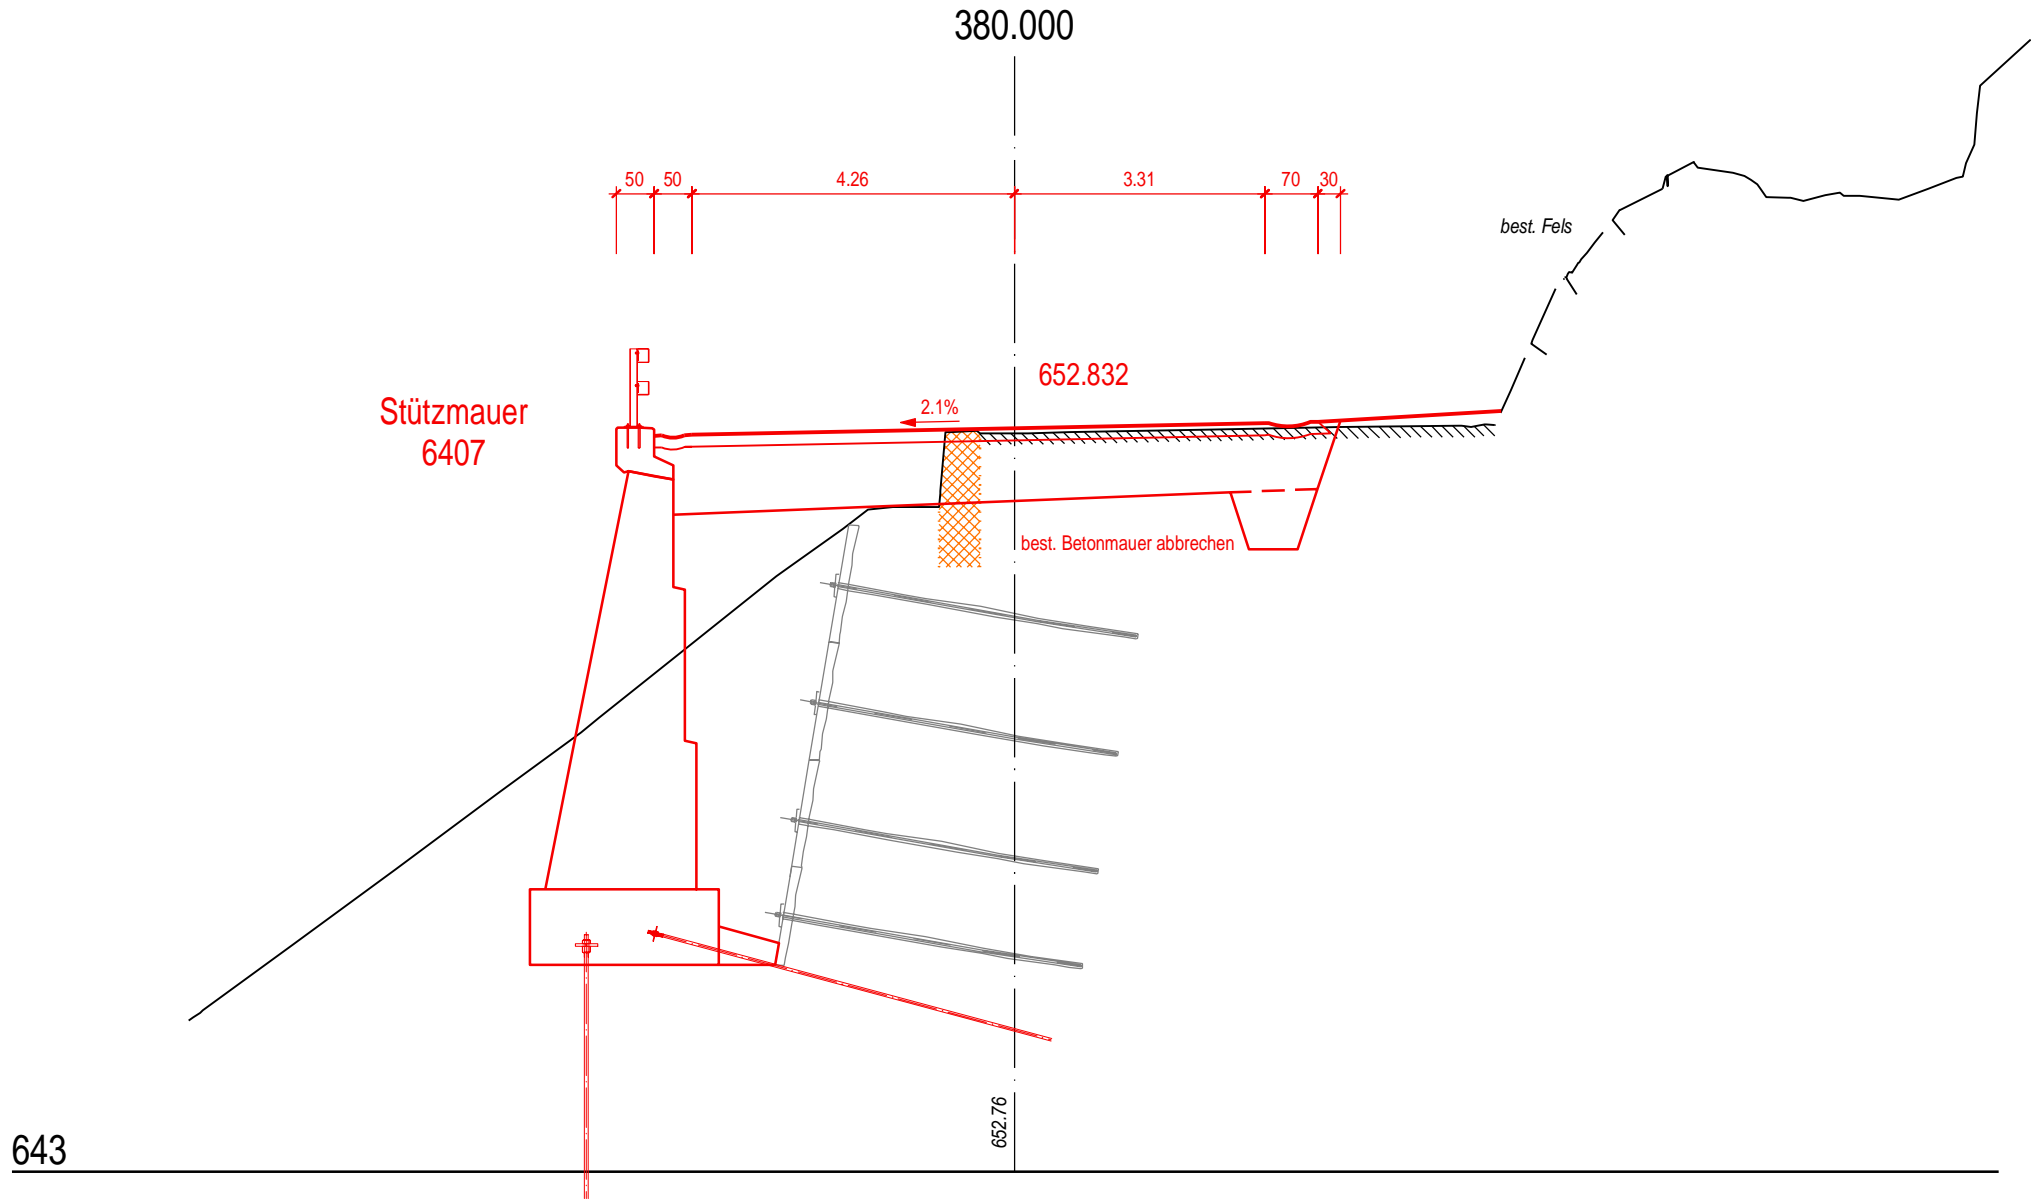 380.000
50 50 4.26 3.31 70 30
best. Fels
652.832
Stützmauer
6407
2.1%
best. Betonmauer abbrechen
652.76
643